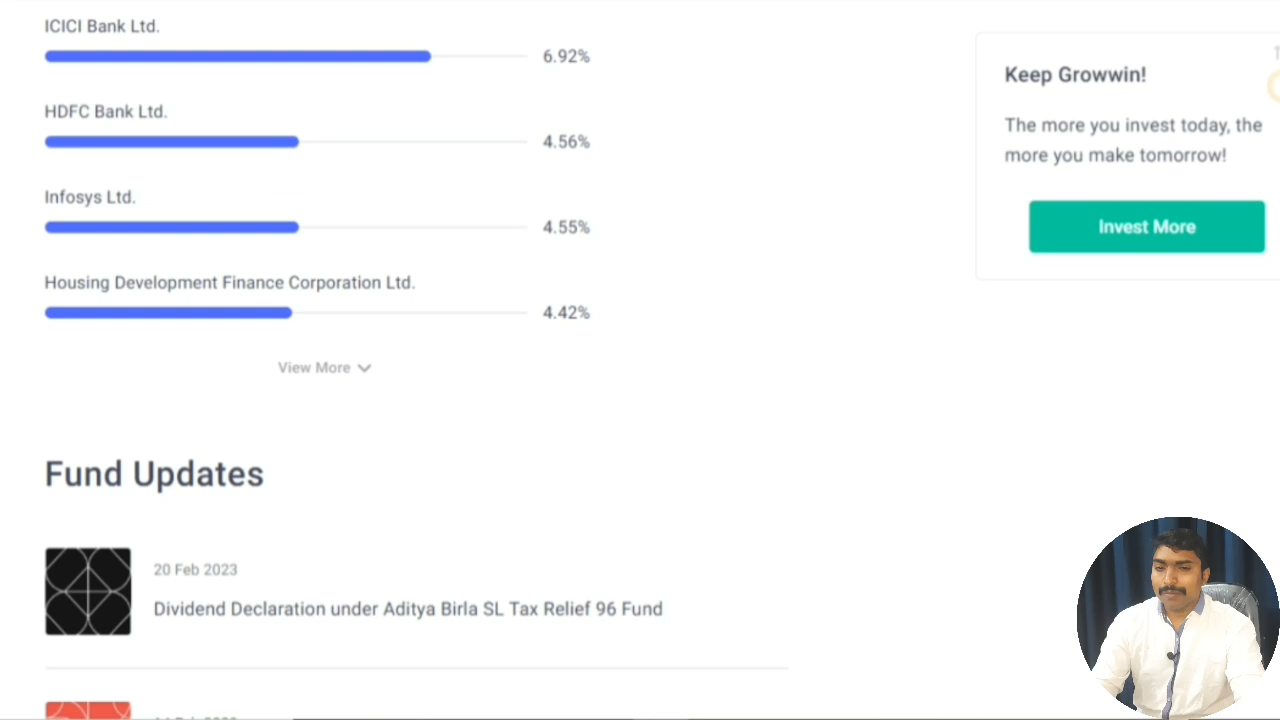 ICICI Bank Ltd.
6.92%
HDFC Bank Ltd.
4.56%
Infosys Ltd.
4.55%
Housing Development Finance Corporation Ltd.
4.42%
View More
Keep Growwin!
The more you invest today, the
more you make tomorrow!
Invest More
Fund Updates
20 Feb 2023
Dividend Declaration under Aditya Birla SL Tax Relief 96 Fund